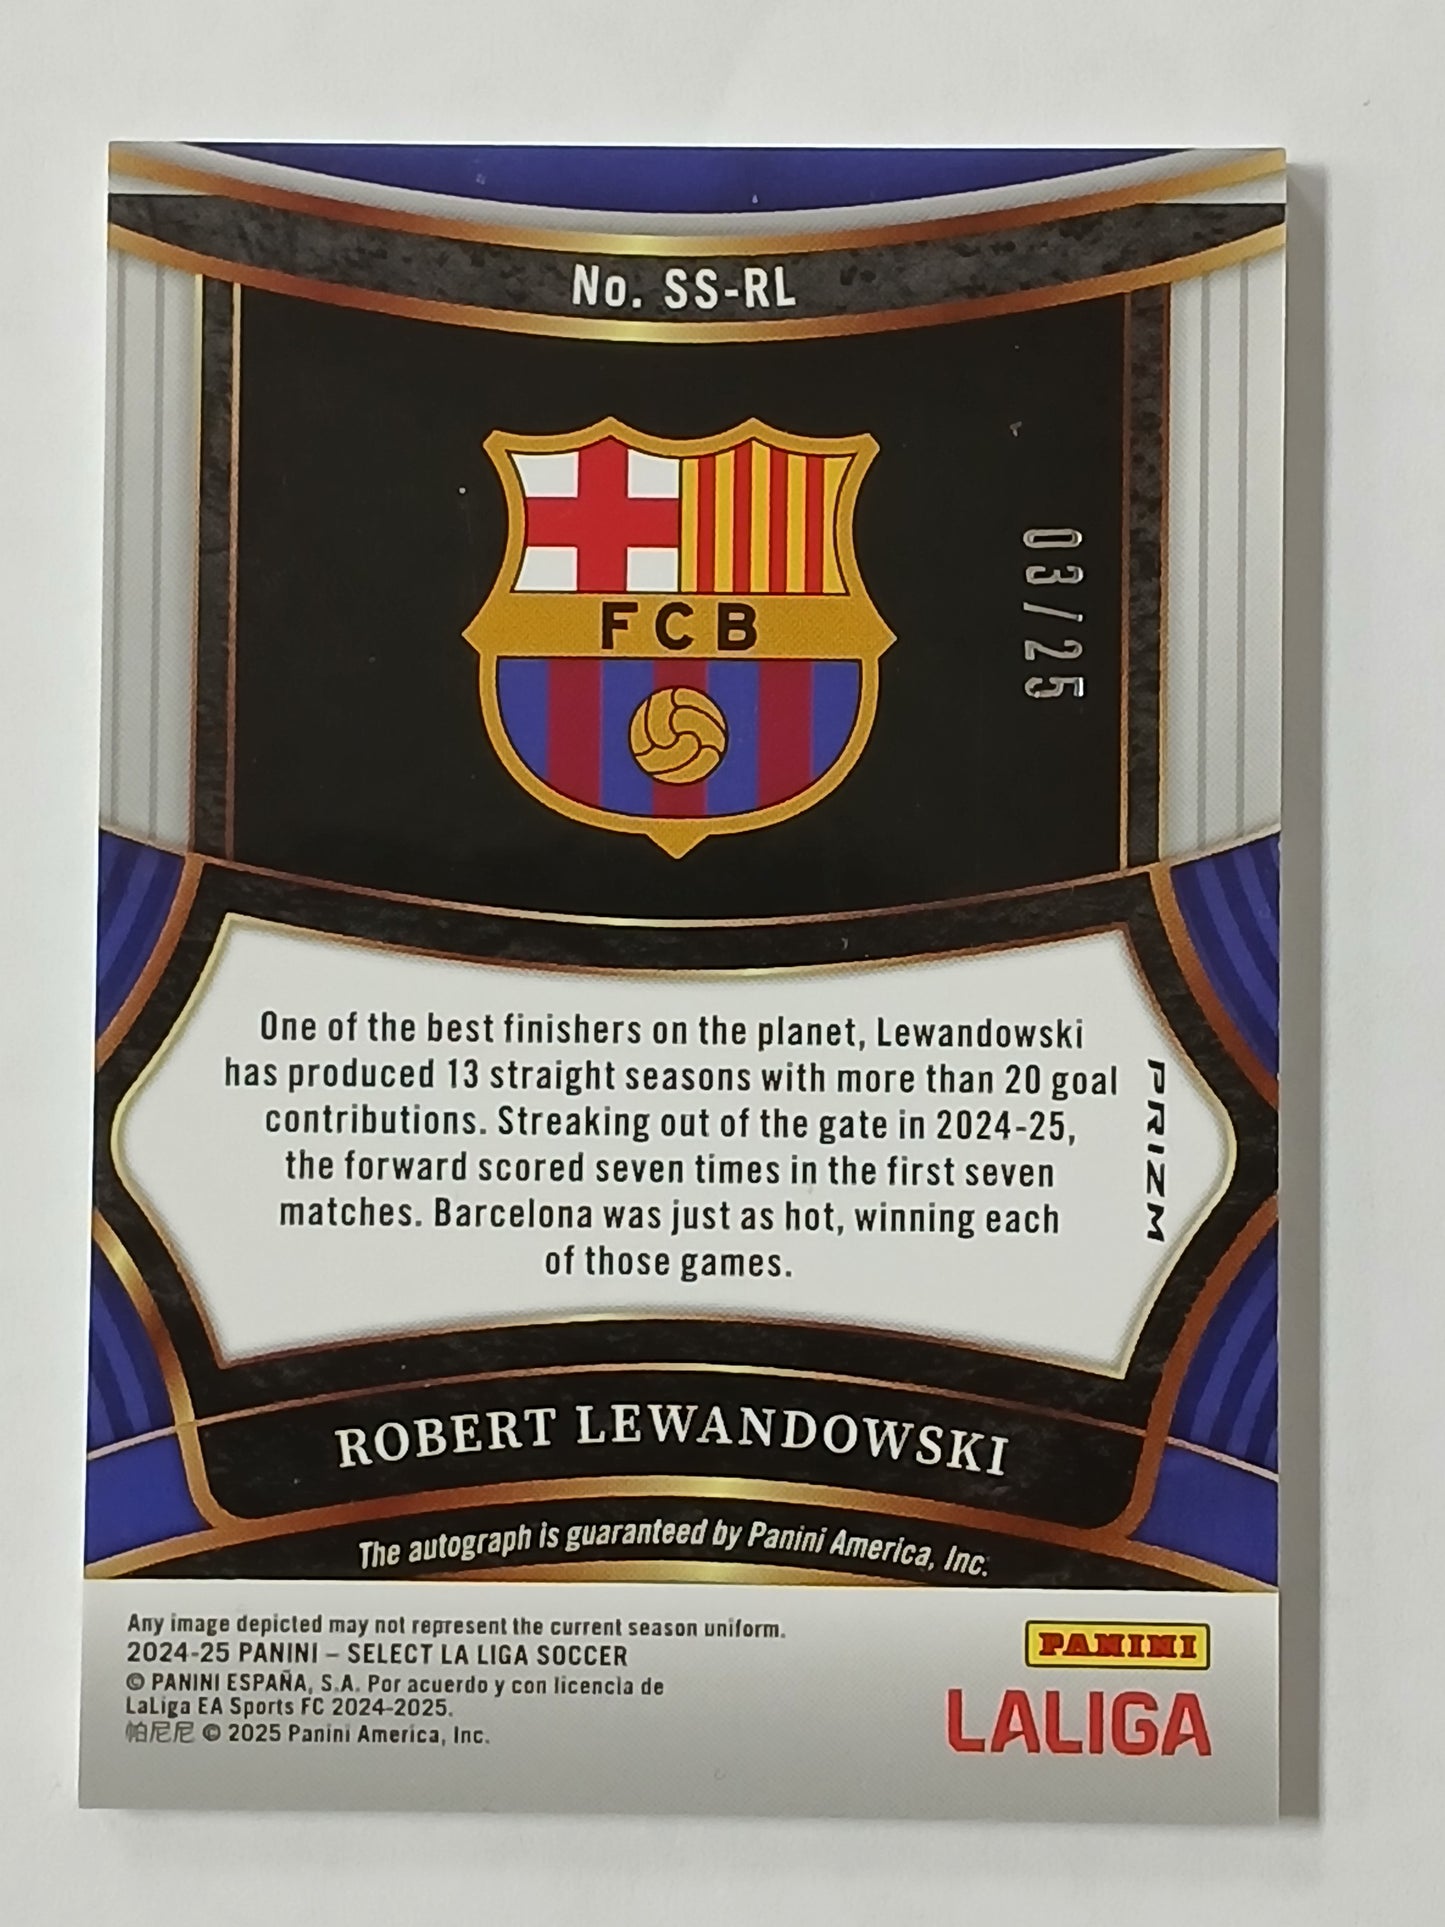 No. SS-RL
FCB
03/25
One of the best finishers on the planet, Lewandowski
has produced 13 straight seasons with more than 20 goal
contributions. Streaking out of the gate in 2024-25,
the forward scored seven times in the first seven
matches. Barcelona was just as hot, winning each
of those games.
PRIZM
ROBERT LEWANDOWSKI
The autograph is guaranteed by Panini America, Inc.
Any image depicted may not represent the current season uniform.
2024-25 PANINI – SELECT LA LIGA SOCCER
© PANINI ESPAÑA, S.A. Por acuerdo y con licencia de
LaLiga EA Sports FC 2024-2025.
帕尼尼 © 2025 Panini America, Inc.
PANINI
LALIGA